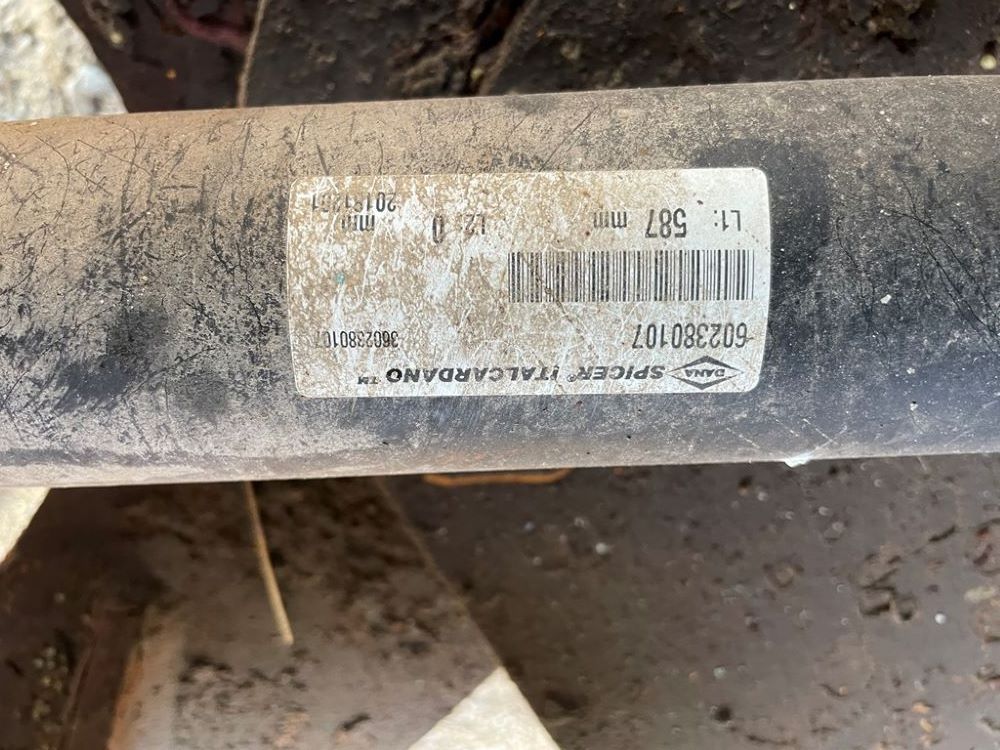 DANA SPICER® ITALCARDANO™
602380107 3602380107
L1: 587 mm L2: 0 mm